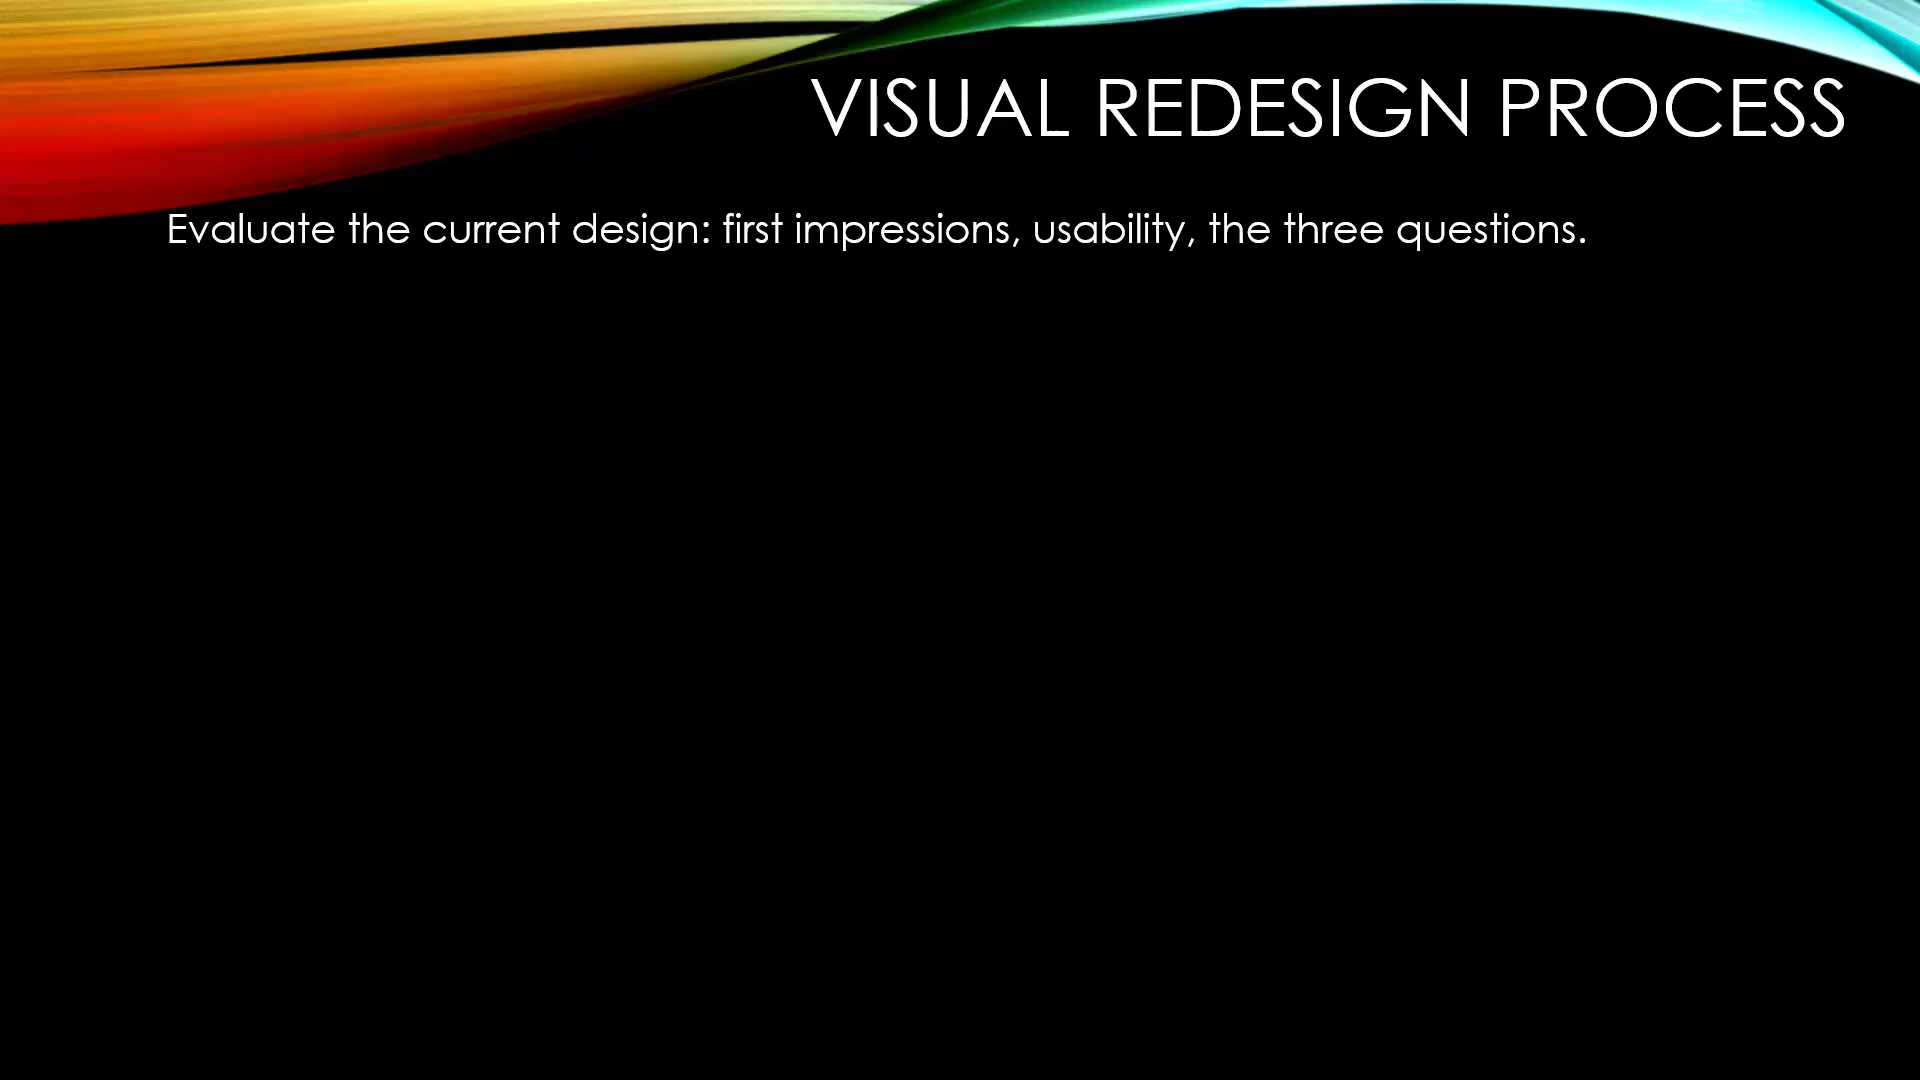 VISUAL REDESIGN PROCESS
Evaluate the current design: first impressions, usability, the three questions.